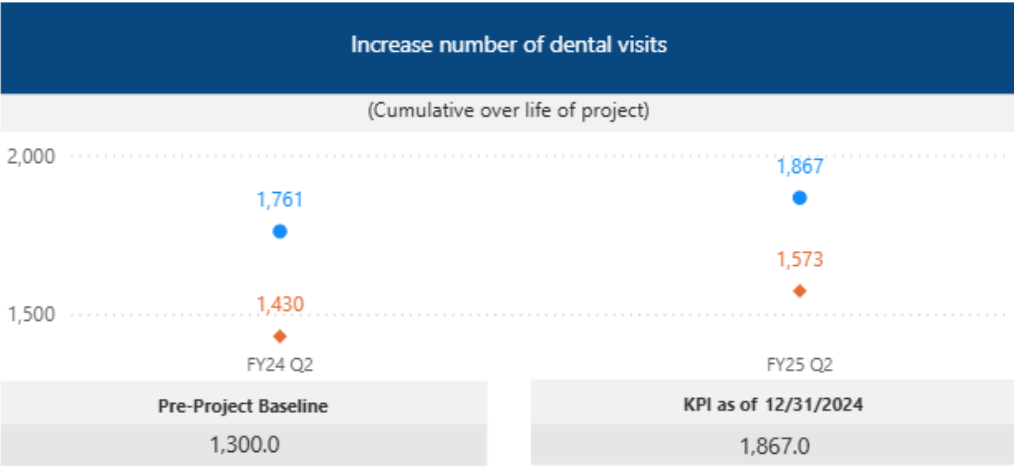 Increase number of dental visits
(Cumulative over life of project)
2,000
1,867
1,761
1,573
1,430
1,500
FY24 Q2 FY25 Q2
Pre-Project Baseline KPI as of 12/31/2024
1,300.0 1,867.0